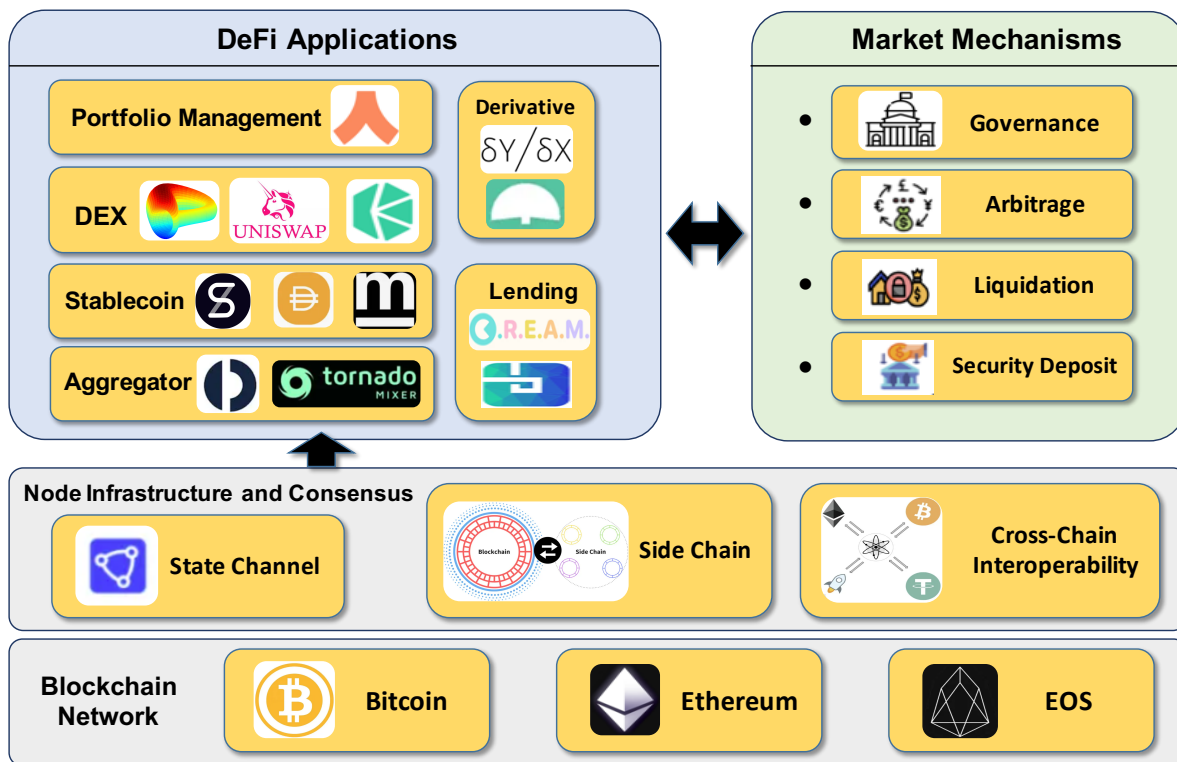 DeFi Applications
Portfolio Management
DEX
UNISWAP
Stablecoin
Aggregator
tornado
MIXER
Derivative
δY/δX
Lending
C.R.E.A.M.
Market Mechanisms
Governance
Arbitrage
Liquidation
Security Deposit
Node Infrastructure and Consensus
State Channel
Blockchain
Side Chain
Side Chain
Cross-Chain
Interoperability
Blockchain
Network
Bitcoin
Ethereum
EOS